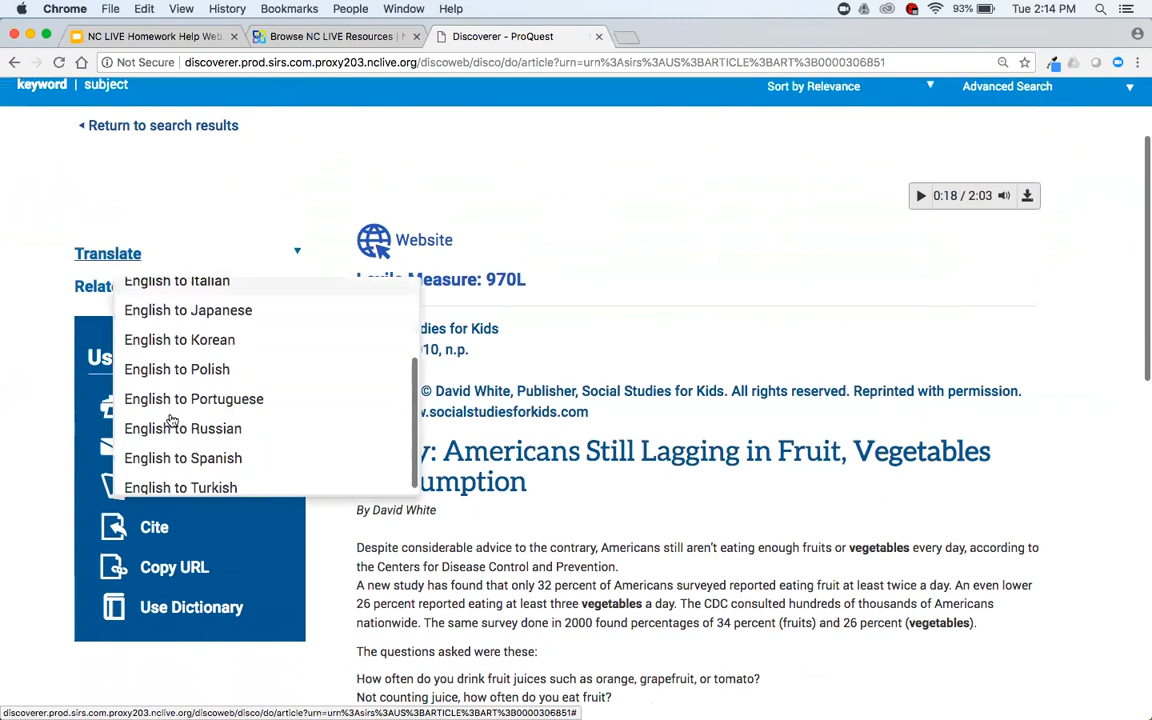 Chrome File Edit View History Bookmarks People Window Help 93% Tue 2:14 PM
NC LIVE Homework Help Web Browse NC LIVE Resources | Discoverer - ProQuest
Not Secure | discoverer.prod.sirs.com.proxy203.nclive.org/discoweb/disco/do/article?urn=urn%3Asirs%3AUS%3BARTICLE%3BART%3B0000306851
keyword | subject Sort by Relevance Advanced Search
Return to search results
0:18 / 2:03
Website
Translate
Measure: 970L
English to Italian
English to Japanese
English to Korean
English to Polish
English to Portuguese
English to Russian
English to Spanish
English to Turkish
Cite
Copy URL
Use Dictionary
dies for Kids
10, n.p.
© David White, Publisher, Social Studies for Kids. All rights reserved. Reprinted with permission.
w.socialstudiesforkids.com
y: Americans Still Lagging in Fruit, Vegetables
umption
By David White
Despite considerable advice to the contrary, Americans still aren't eating enough fruits or vegetables every day, according to
the Centers for Disease Control and Prevention.
A new study has found that only 32 percent of Americans surveyed reported eating fruit at least twice a day. An even lower
26 percent reported eating at least three vegetables a day. The CDC consulted hundreds of thousands of Americans
nationwide. The same survey done in 2000 found percentages of 34 percent (fruits) and 26 percent (vegetables).
The questions asked were these:
How often do you drink fruit juices such as orange, grapefruit, or tomato?
Not counting juice, how often do you eat fruit?
discoverer.prod.sirs.com.proxy203.nclive.org/discoweb/disco/do/article?urn=urn%3Asirs%3AUS%3BARTICLE%3BART%3B0000306851#